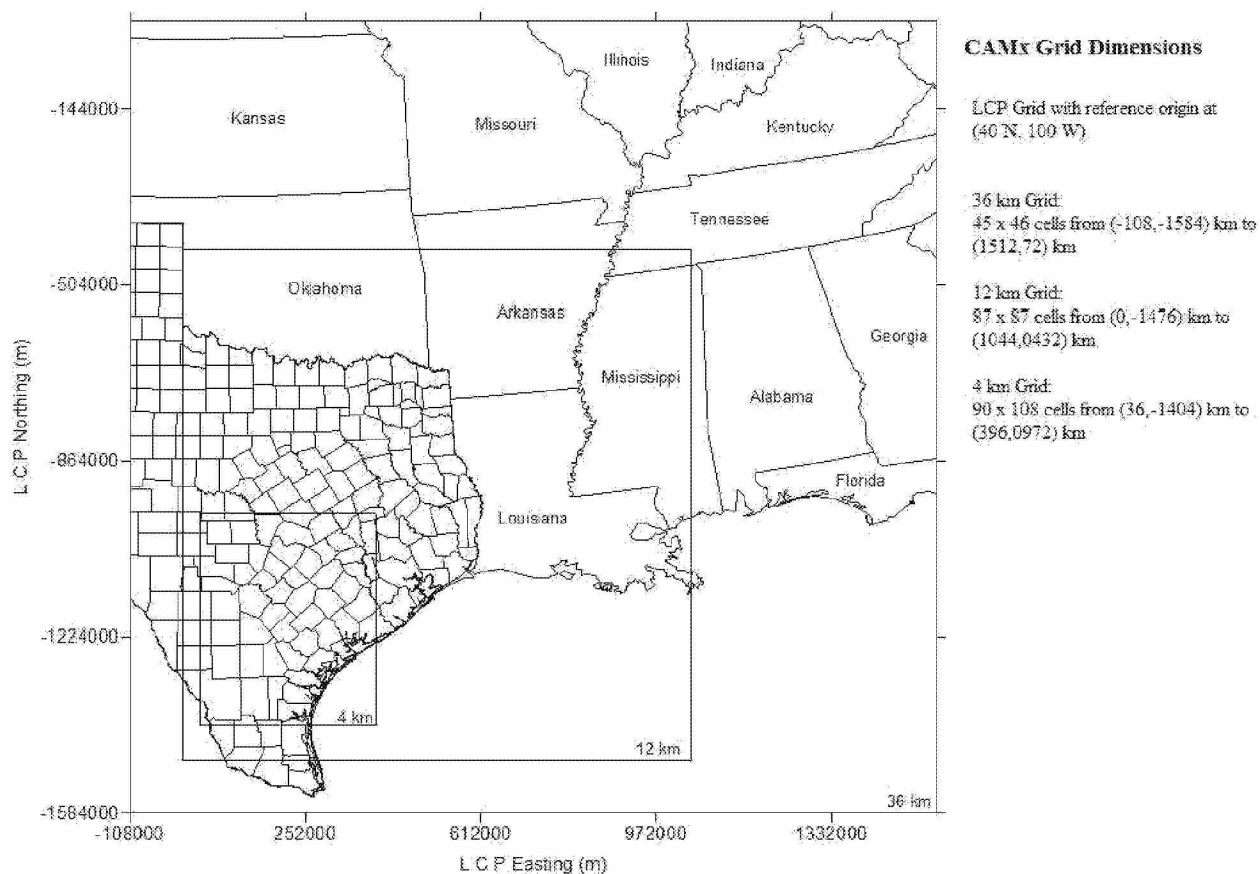 CAMx Grid Dimensions
LCP Grid with reference origin at
(40 N, 100 W)
36 km Grid:
45 x 46 cells from (-108,-1584) km to
(1512,72) km
12 km Grid:
87 x 87 cells from (0,-1476) km to
(1044,0432) km
4 km Grid:
90 x 108 cells from (36,-1404) km to
(396,0972) km
Illinois
Indiana
Kansas
Missouri
Kentucky
Tennessee
Oklahoma
Arkansas
Georgia
Mississippi
Alabama
Florida
Louisiana
4 km
12 km
36 km
L C P Northing (m)
-144000
-504000
-864000
-1224000
-1584000
-108000
252000
612000
972000
1332000
L C P Easting (m)